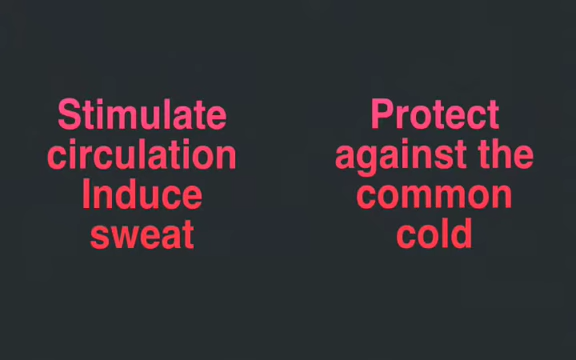 Stimulate
circulation
Induce
sweat
Protect
against the
common
cold